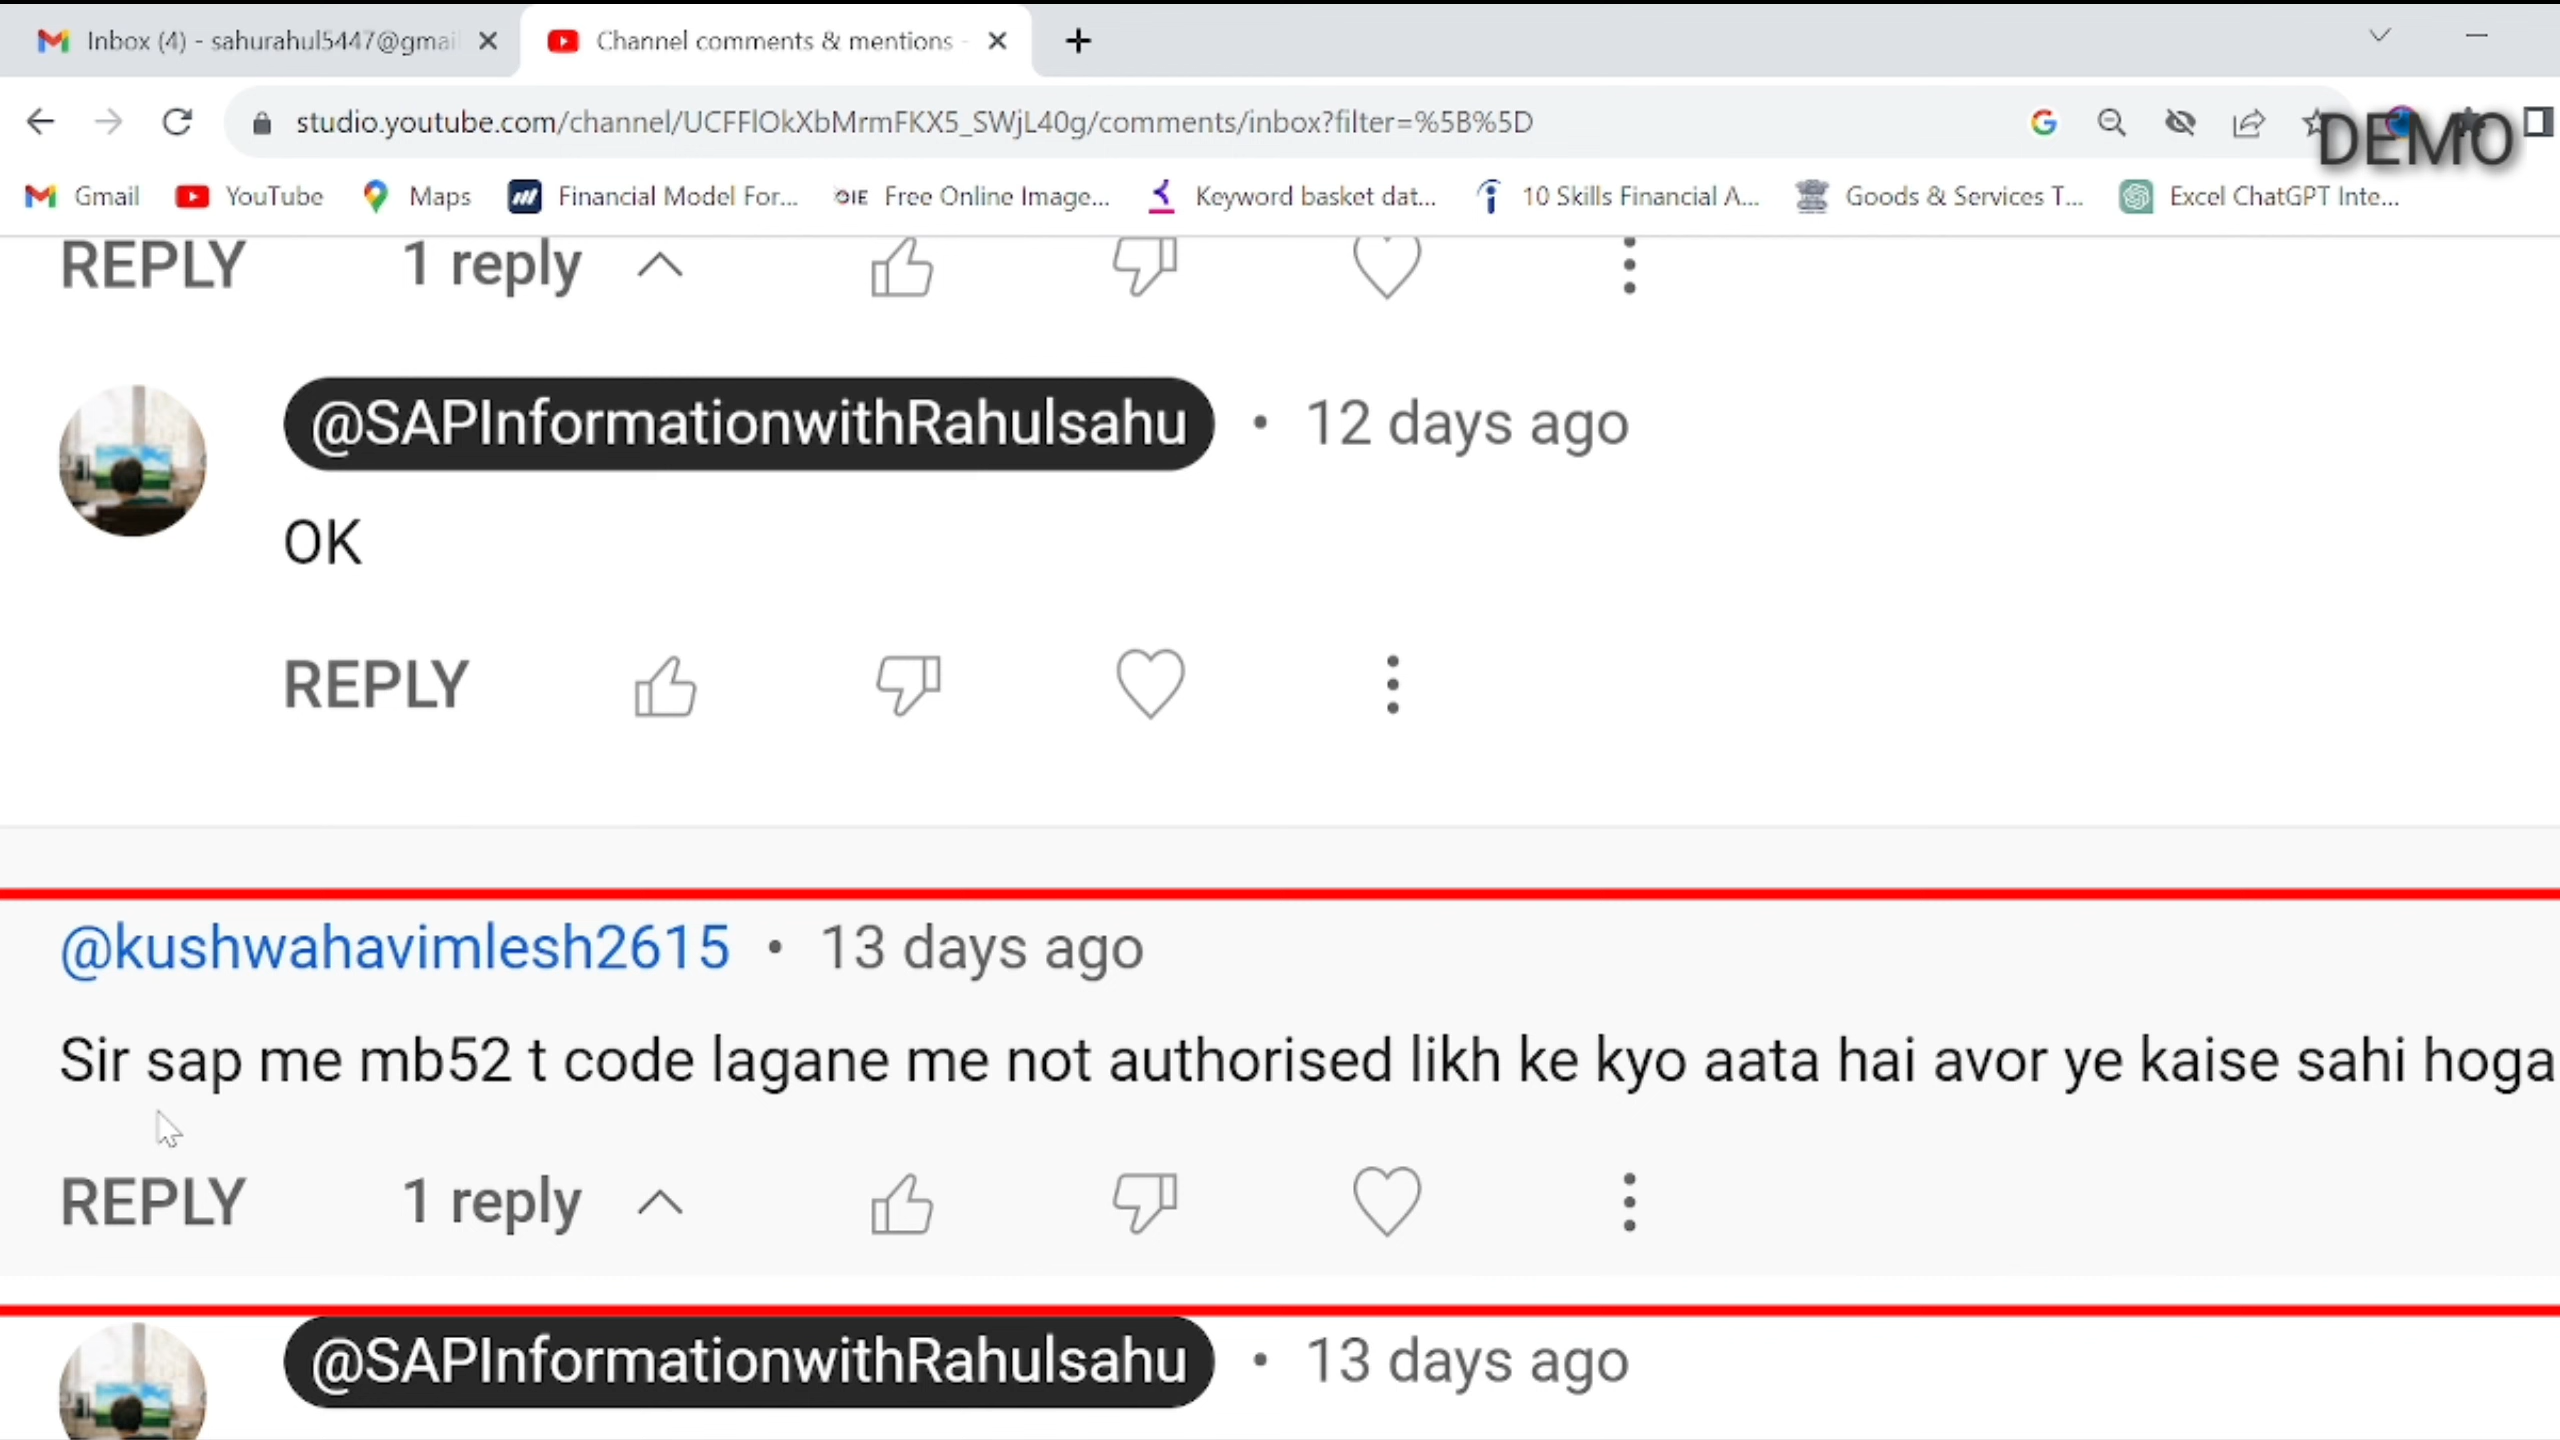 Inbox (4) - sahurahul5447@gmai
Channel comments & mentions -
studio.youtube.com/channel/UCFFlOkXbMrmFKX5_SWjL40g/comments/inbox?filter=%5B%5D
DEMO
Gmail YouTube Maps Financial Model For... OIE Free Online Image... Keyword basket dat... 10 Skills Financial A... Goods & Services T... Excel ChatGPT Inte...
REPLY 1 reply
@SAPInformationwithRahulsahu • 12 days ago
OK
REPLY
@kushwahavimlesh2615 • 13 days ago
Sir sap me mb52 t code lagane me not authorised likh ke kyo aata hai avor ye kaise sahi hoga
REPLY 1 reply
@SAPInformationwithRahulsahu • 13 days ago